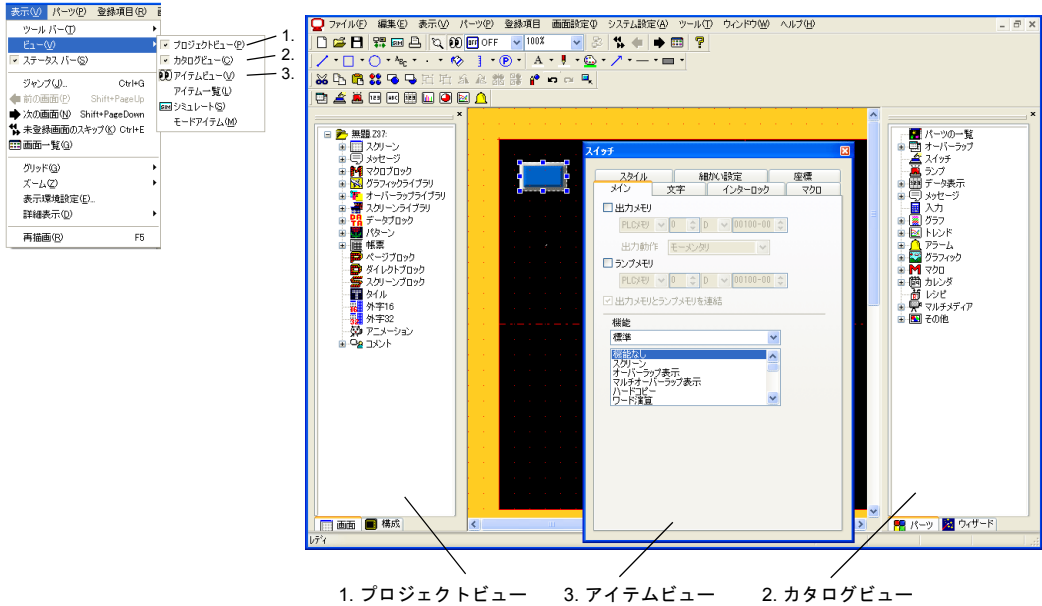 表示(V) パーツ(P) 登録項目(R)
ツール バー(T)
ビュー(V)
ステータス バー(S)
ジャンプ(J)... Ctrl+G
前の画面(P) Shift+PageUp
次の画面(N) Shift+PageDown
未登録画面のスキップ(K) Ctrl+E
画面一覧(G)
グリッド(G)
ズーム(Z)
表示環境設定(E)...
詳細表示(D)
再描画(R) F5
プロジェクトビュー(P)
カタログビュー(C)
アイテムビュー(V)
アイテム一覧(L)
シミュレート(S)
モードアイテム(M)
1.
2.
3.
ファイル(F) 編集(E) 表示(V) パーツ(P) 登録項目 画面設定(I) システム設定(A) ツール(T) ウィンドウ(W) ヘルプ(H)
OFF 100%
無題.Z37:
スクリーン
メッセージ
マクロブロック
グラフィックライブラリ
オーバーラップライブラリ
スクリーンライブラリ
データブロック
パターン
帳票
ページブロック
ダイレクトブロック
スクリーンブロック
タイル
外字16
外字32
アニメーション
コメント
画面 構成
レディ
スイッチ
スタイル 細かい設定 座標
メイン 文字 インターロック マクロ
出力メモリ
PLCメモリ 0 D 00100-00
出力動作 モーメンタリ
ランプメモリ
PLCメモリ 0 D 00100-00
出力メモリとランプメモリを連結
機能
標準
機能なし
スクリーン
オーバーラップ表示
マルチオーバーラップ表示
ハードコピー
ワード演算
パーツの一覧
オーバーラップ
スイッチ
ランプ
データ表示
メッセージ
入力
グラフ
トレンド
アラーム
グラフィック
マクロ
カレンダ
レシピ
マルチメディア
その他
パーツ ウィザード
1. プロジェクトビュー 3. アイテムビュー 2. カタログビュー